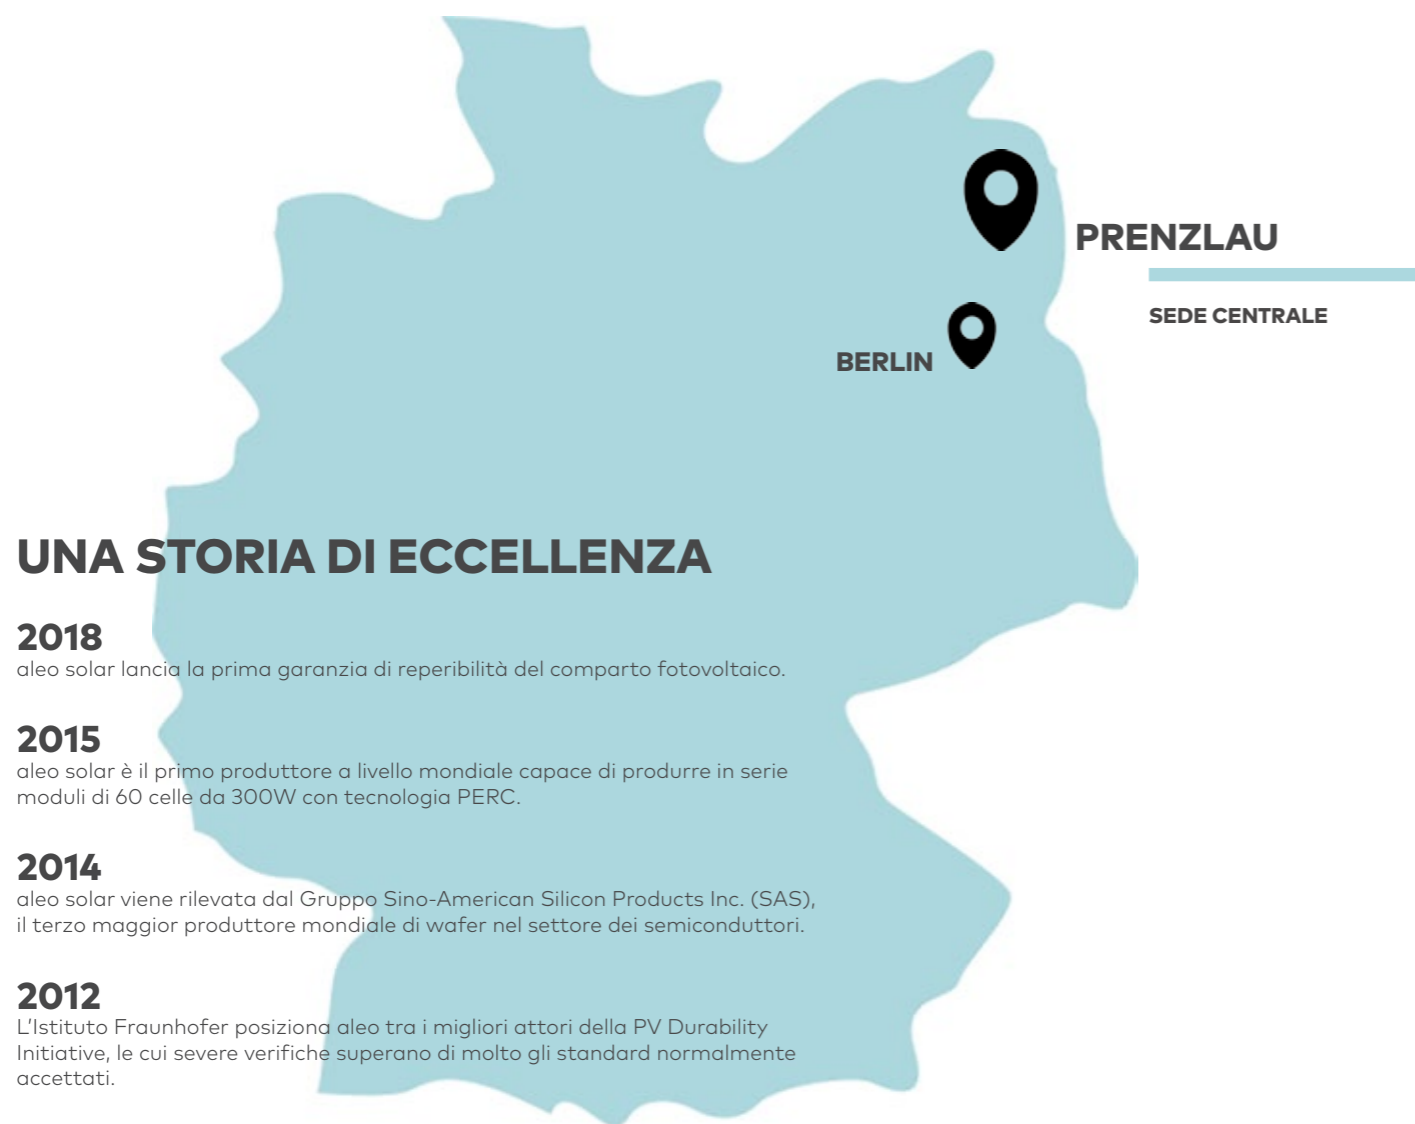 PRENZLAU
SEDE CENTRALE
BERLIN
UNA STORIA DI ECCELLENZA
2018
aleo solar lancia la prima garanzia di reperibilità del comparto fotovoltaico.
2015
aleo solar è il primo produttore a livello mondiale capace di produrre in serie
moduli di 60 celle da 300W con tecnologia PERC.
2014
aleo solar viene rilevata dal Gruppo Sino-American Silicon Products Inc. (SAS),
il terzo maggior produttore mondiale di wafer nel settore dei semiconduttori.
2012
L'Istituto Fraunhofer posiziona aleo tra i migliori attori della PV Durability
Initiative, le cui severe verifiche superano di molto gli standard normalmente
accettati.